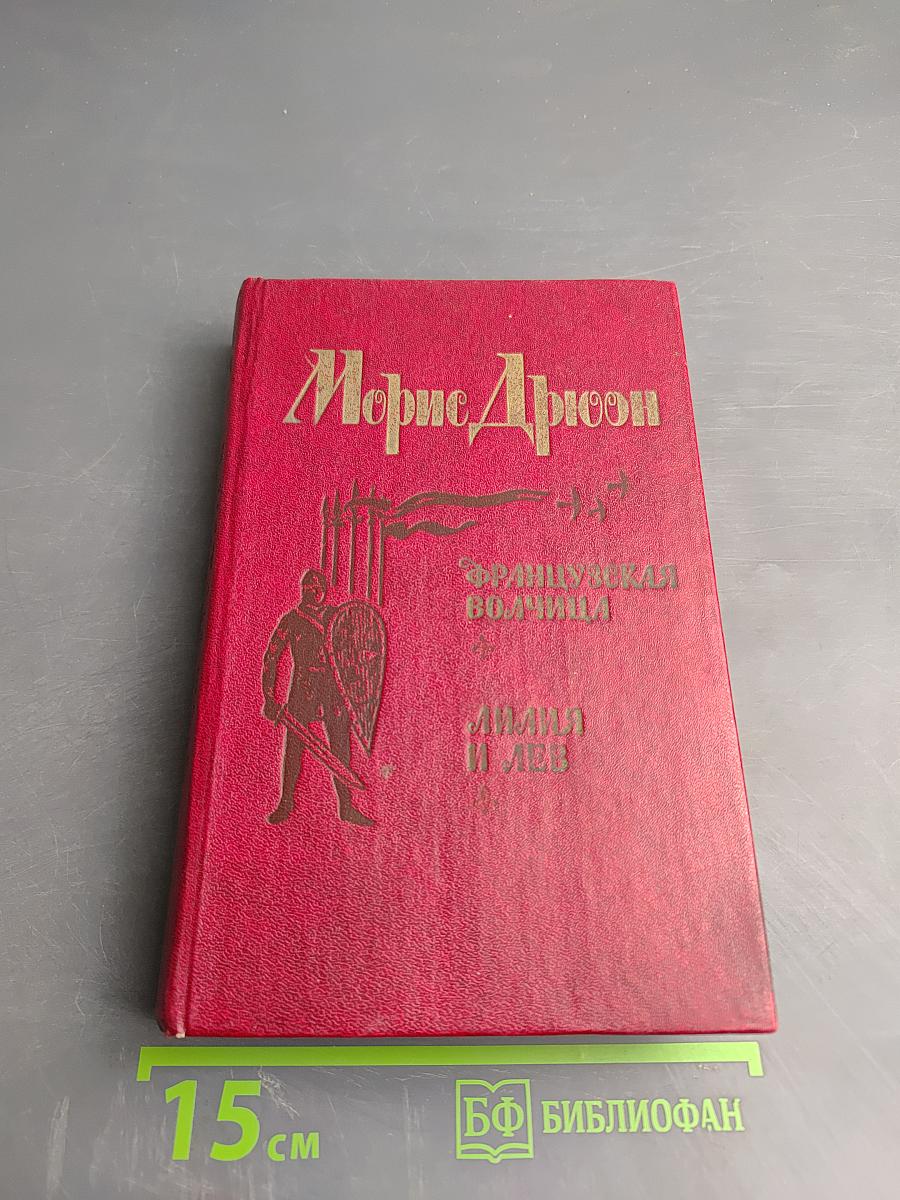 Морис Дрюон
ФРАНЦУЗСКАЯ
ВОЛЧИЦА
ЛИЛИЯ
И ЛЕВ
15 см
БФ БИБЛИОФАН